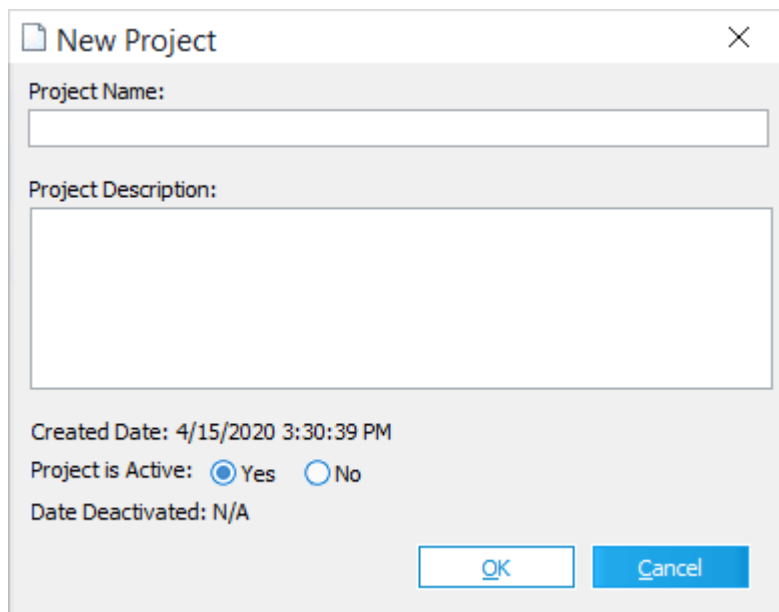 New Project
Project Name:
Project Description:
Created Date: 4/15/2020 3:30:39 PM
Project is Active: Yes No
Date Deactivated: N/A
OK Cancel